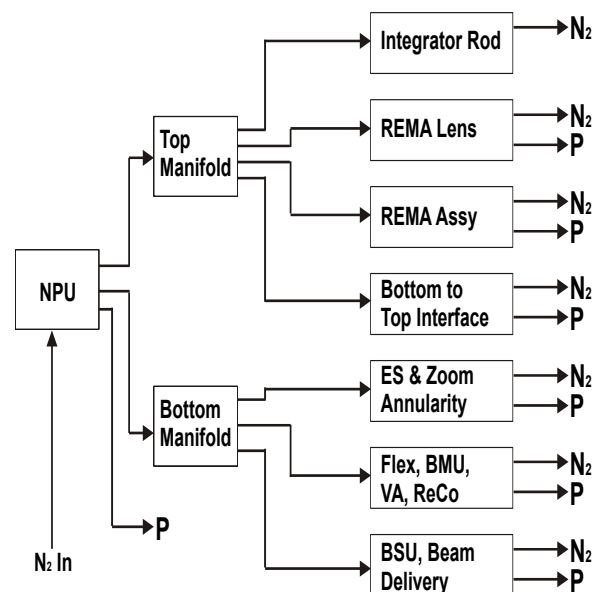 Integrator Rod
N₂
REMA Lens
N₂
P
Top
Manifold
REMA Assy
N₂
P
NPU
Bottom to
Top Interface
N₂
P
ES & Zoom
Annularity
N₂
P
Bottom
Manifold
Flex, BMU,
VA, ReCo
N₂
P
P
N₂ In
BSU, Beam
Delivery
N₂
P